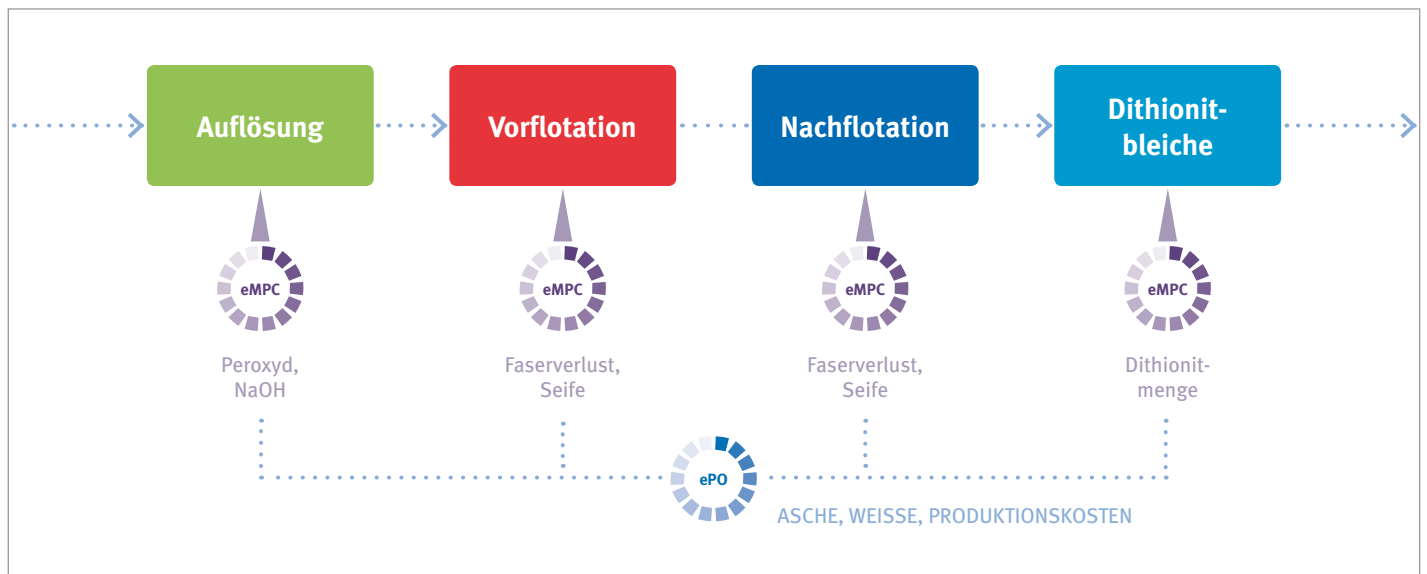 Auflösung
Vorflotation
Nachflotation
Dithionit-
bleiche
eMPC
eMPC
eMPC
eMPC
Peroxyd,
NaOH
Faserverlust,
Seife
Faserverlust,
Seife
Dithionit-
menge
ePO
ASCHE, WEISSE, PRODUKTIONSKOSTEN